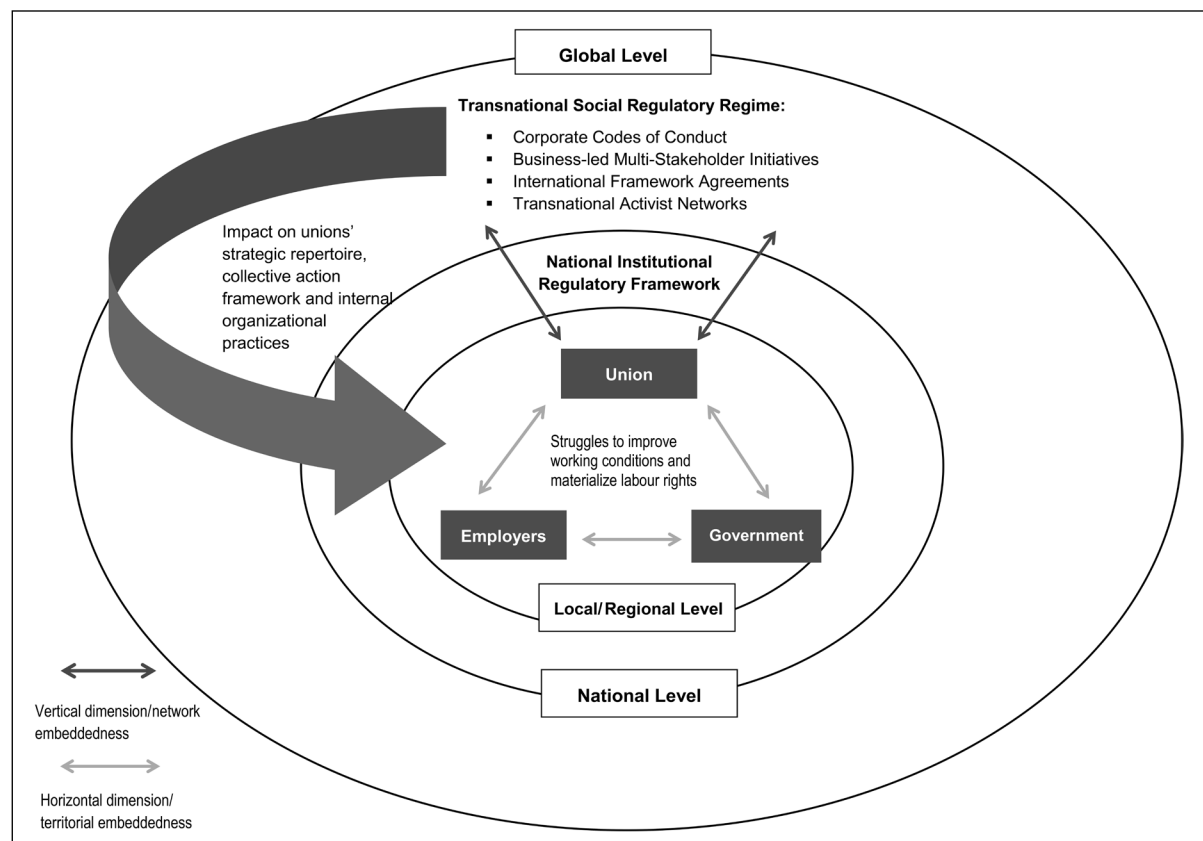 Global Level
Transnational Social Regulatory Regime:
▪ Corporate Codes of Conduct
▪ Business-led Multi-Stakeholder Initiatives
▪ International Framework Agreements
▪ Transnational Activist Networks
Impact on unions’
strategic repertoire,
collective action
framework and internal
organizational
practices
National Institutional
Regulatory Framework
Union
Struggles to improve
working conditions and
materialize labour rights
Employers
Government
Local/Regional Level
National Level
Vertical dimension/network
embeddedness
Horizontal dimension/
territorial embeddedness